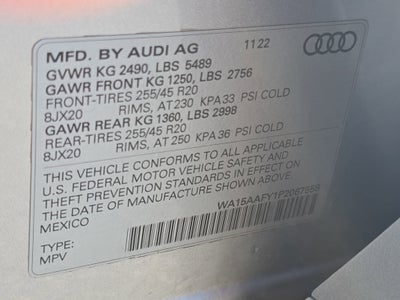 MFD. BY AUDI AG 11 22
GVWR KG 2490, LBS 5489
GAWR FRONT KG 1250, LBS 2756
FRONT-TIRES 255/45 R20
8JX20 RIMS, AT 230 KPA 33 PSI COLD
GAWR REAR KG 1360, LBS 2998
REAR-TIRES 255/45 R20
8JX20 RIMS, AT 250 KPA 36 PSI COLD
THIS VEHICLE CONFORMS TO ALL APPLICABLE
U.S. FEDERAL MOTOR VEHICLE SAFETY AND
THEFT PREVENTION STANDARDS IN EFFECT ON
THE DATE OF MANUFACTURE SHOWN ABOVE.
MEXICO
WA15AAFY1P2067858
TYPE:
MPV